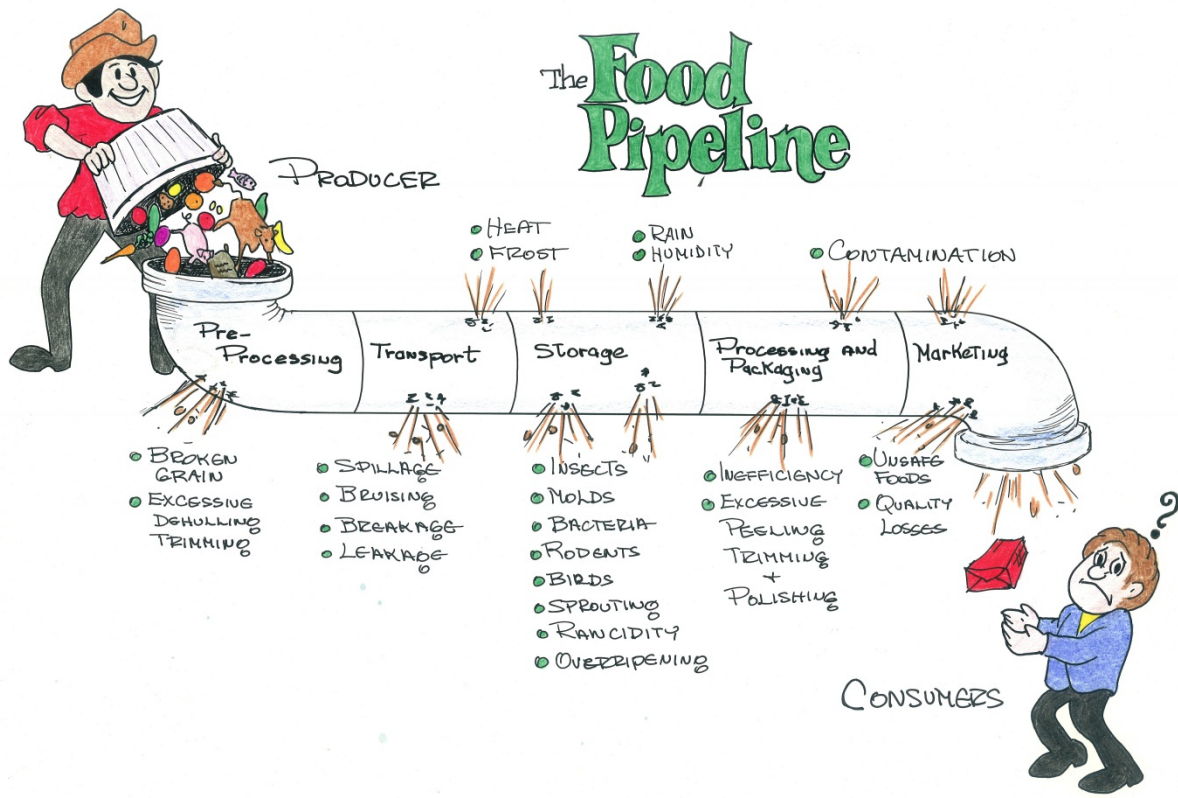 The Food
Pipeline
PRODUCER
HEAT
FROST
RAIN
HUMIDITY
CONTAMINATION
Pre-
Processing
Transport
Storage
Processing and
Packaging
Marketing
BROKEN
GRAIN
EXCESSIVE
DEHULLING
TRIMMING
SPILLAGE
BRUISING
BREAKAGE
LEAKAGE
INSECTS
MOLDS
BACTERIA
RODENTS
BIRDS
SPROUTING
RANCIDITY
OVERRIPENING
INEFFICIENCY
EXCESSIVE
PEELING
TRIMMING
+
POLISHING
UNSAFE
FOODS
QUALITY
LOSSES
?
CONSUMERS